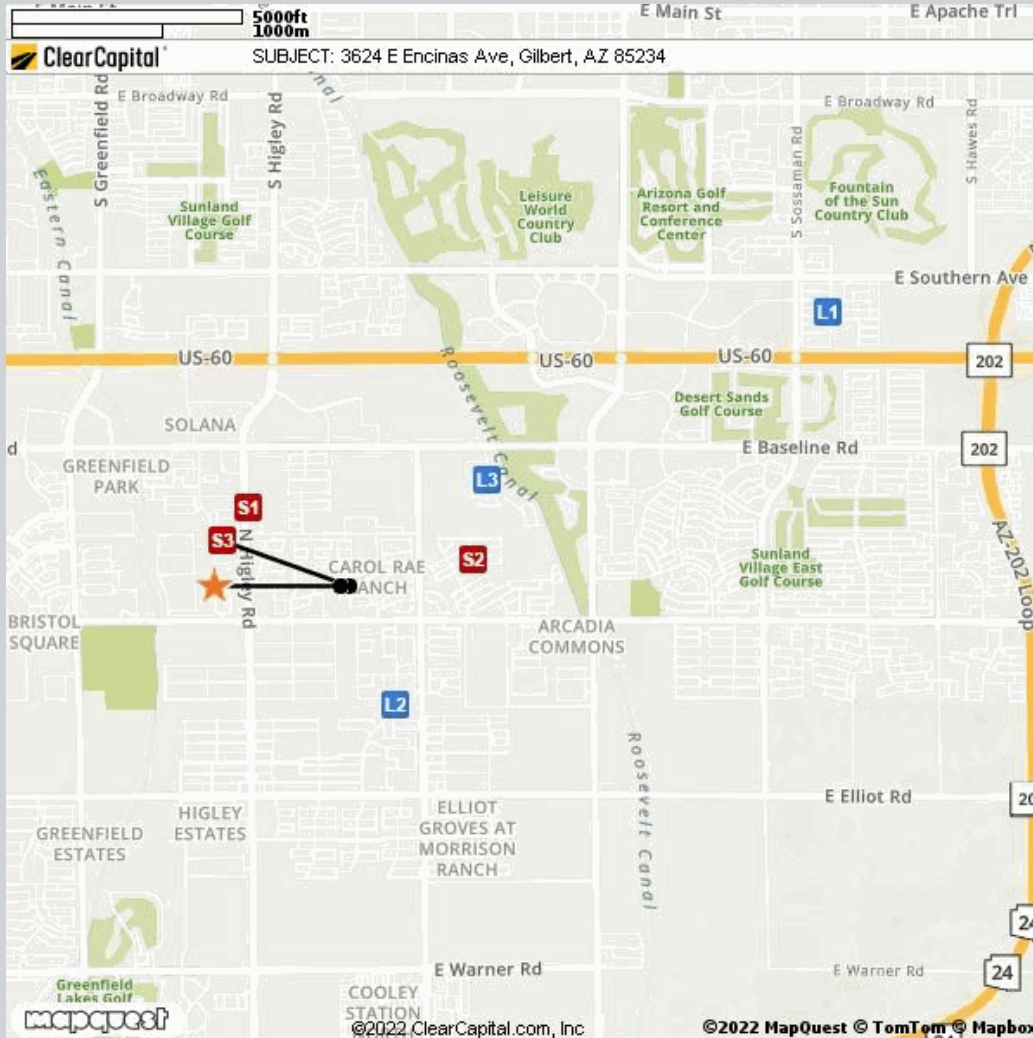 5000ft
1000m
E Main St
E Apache Trl
ClearCapital
SUBJECT: 3624 E Encinas Ave, Gilbert, AZ 85234
E Broadway Rd
E Broadway Rd
S Greenfield Rd
S Higley Rd
S Sossaman Rd
S Hawes Rd
Eastern Canal
Sunland
Village Golf
Course
Leisure
World
Country
Club
Arizona Golf
Resort and
Conference
Center
Fountain
of the Sun
Country Club
E Southern Ave
L1
US-60
US-60
US-60
202
Roosevelt Canal
Desert Sands
Golf Course
SOLANA
E Baseline Rd
202
d
GREENFIELD
PARK
L3
S1
S3
S2
N Higley Rd
CAROL RAE
RANCH
Sunland
Village East
Golf Course
AZ-202 Loop
BRISTOL
SQUARE
ARCADIA
COMMONS
L2
Roosevelt Canal
E Elliot Rd
20
HIGLEY
ESTATES
GREENFIELD
ESTATES
ELLIOT
GROVES AT
MORRISON
RANCH
24
E Warner Rd
E Warner Rd
24
Greenfield
Lakes Golf
COOLEY
STATION
mapquest
©2022 ClearCapital.com, Inc
©2022 MapQuest © TomTom © Mapbox